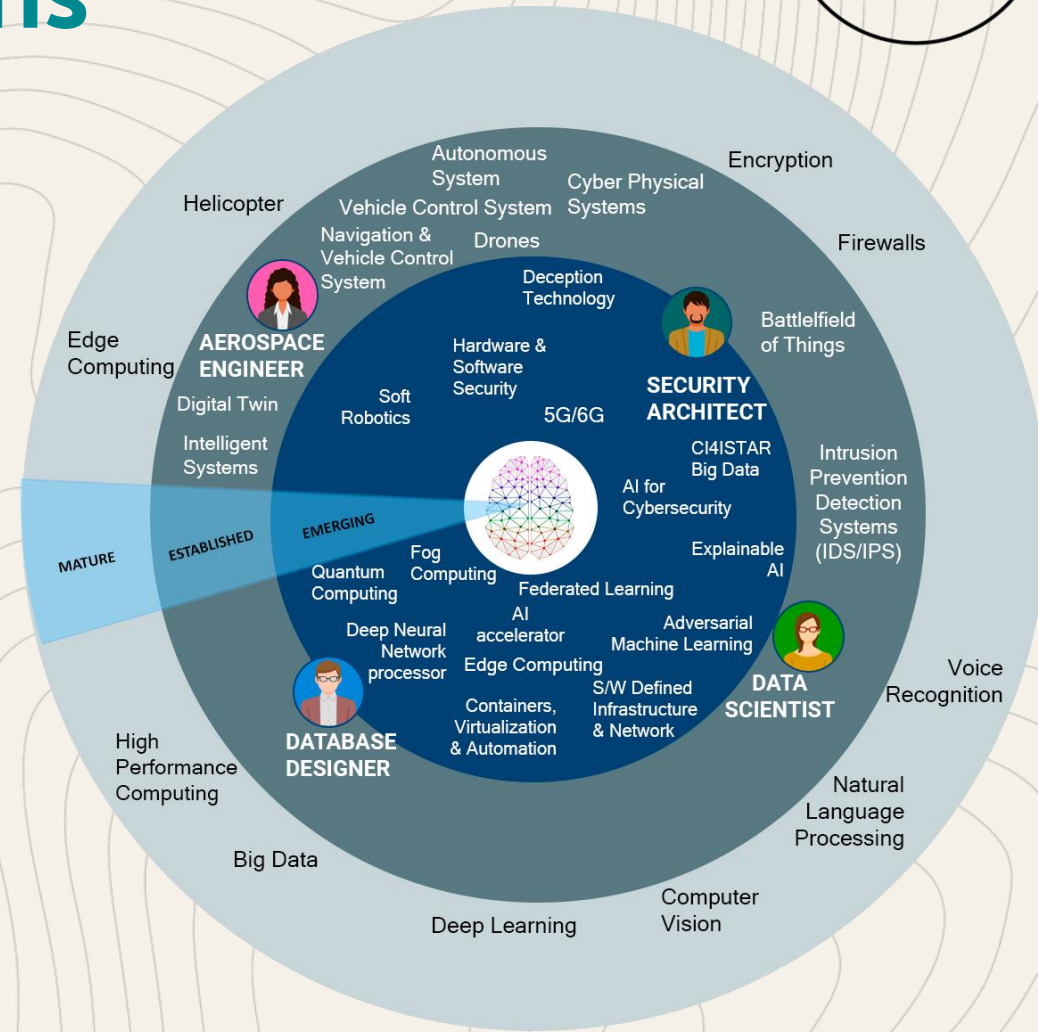 ns
Encryption
Helicopter
Firewalls
Edge
Computing
Autonomous
System
Cyber Physical
Systems
Vehicle Control System
Navigation &
Vehicle Control
System
Drones
AEROSPACE
ENGINEER
Digital Twin
Intelligent
Systems
Battlelfield
of Things
SECURITY
ARCHITECT
Intrusion
Prevention
Detection
Systems
(IDS/IPS)
Deception
Technology
Hardware &
Software
Security
Soft
Robotics
5G/6G
CI4ISTAR
Big Data
AI for
Cybersecurity
Explainable
AI
MATURE
ESTABLISHED
EMERGING
Fog
Computing
Quantum
Computing
Federated Learning
AI
accelerator
Adversarial
Machine Learning
Deep Neural
Network
processor
Edge Computing
S/W Defined
Infrastructure
& Network
Containers,
Virtualization
& Automation
DATA
SCIENTIST
DATABASE
DESIGNER
Voice
Recognition
High
Performance
Computing
Natural
Language
Processing
Big Data
Computer
Vision
Deep Learning